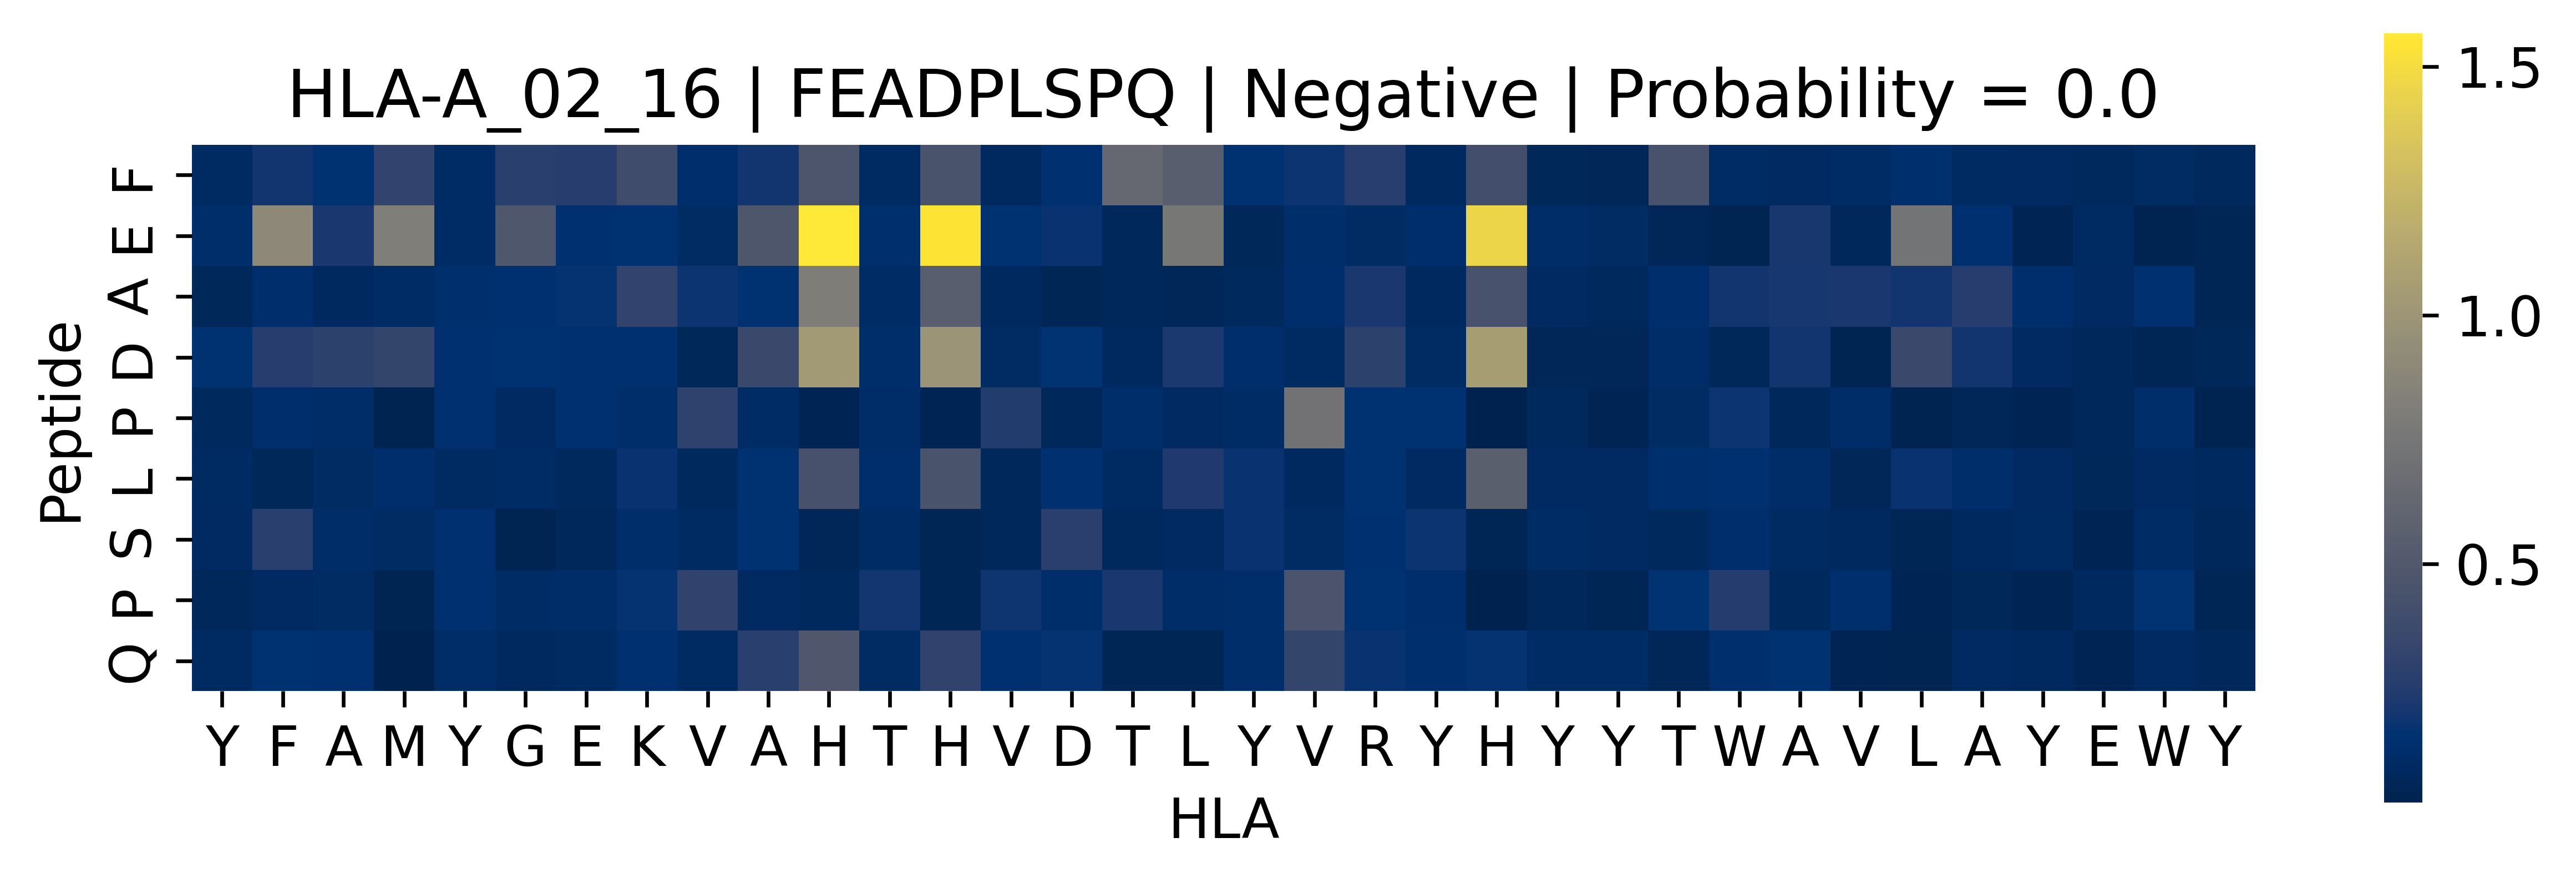 HLA-A_02_16 | FEADPLSPQ | Negative | Probability = 0.0
Peptide
F
E
A
D
P
L
S
P
Q
Y F A M Y G E K V A H T H V D T L Y V R Y H Y Y T W A V L A Y E W Y
HLA
1.5
1.0
0.5